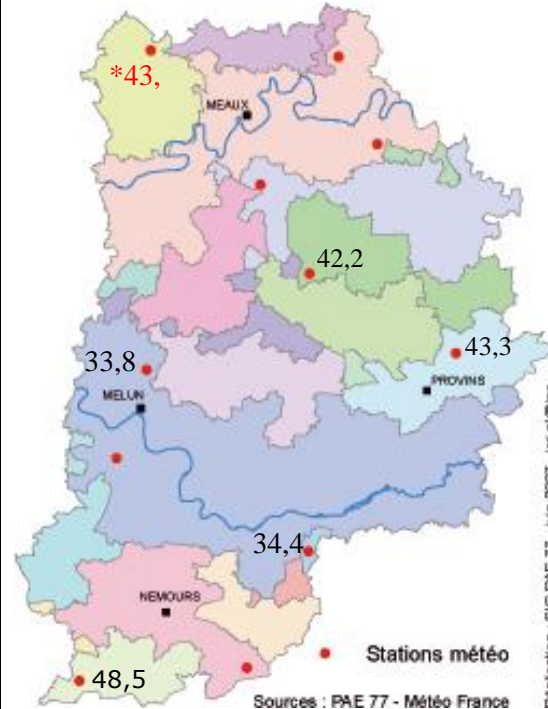 *43,
MEAUX
42,2
43,3
33,8
PROVINS
MELUN
34,4
NEMOURS
Stations météo
48,5
Sources : PAE 77 - Météo France